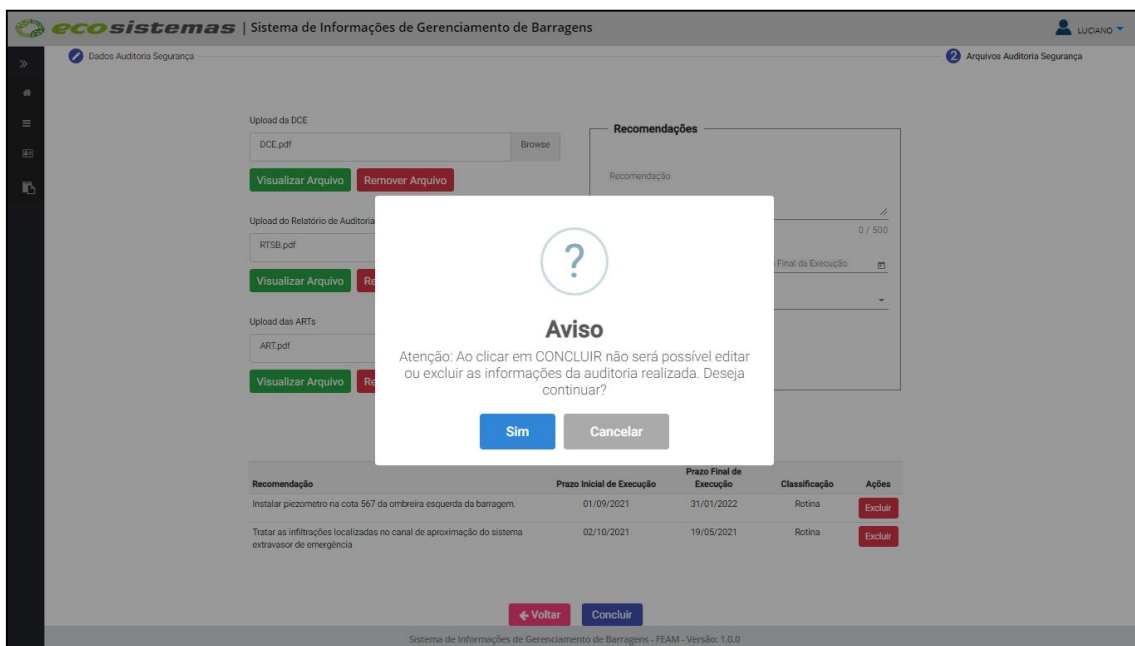 ecosistemas | Sistema de Informações de Gerenciamento de Barragens
LUCIANO
Dados Auditoria Segurança
2 Arquivos Auditoria Segurança
Upload da DCE
DCE.pdf
Browse
Visualizar Arquivo
Remover Arquivo
Upload do Relatório de Auditoria
RTSB.pdf
Visualizar Arquivo
Re
Upload das ARTs
ART.pdf
Visualizar Arquivo
Re
Recomendações
Recomendação
0 / 500
Final da Execução
?
Aviso
Atenção: Ao clicar em CONCLUIR não será possível editar
ou excluir as informações da auditoria realizada. Deseja
continuar?
Sim
Cancelar
Recomendação Prazo Inicial de Execução Prazo Final de Execução Classificação Ações
Instalar piezometro na cota 567 da ombreira esquerda da barragem. 01/09/2021 31/01/2022 Rotina Excluir
Tratar as infiltrações localizadas no canal de aproximação do sistema 02/10/2021 19/05/2021 Rotina Excluir
extravasor de emergência
Voltar
Concluir
Sistema de Informações de Gerenciamento de Barragens - FEAM - Versão: 1.0.0